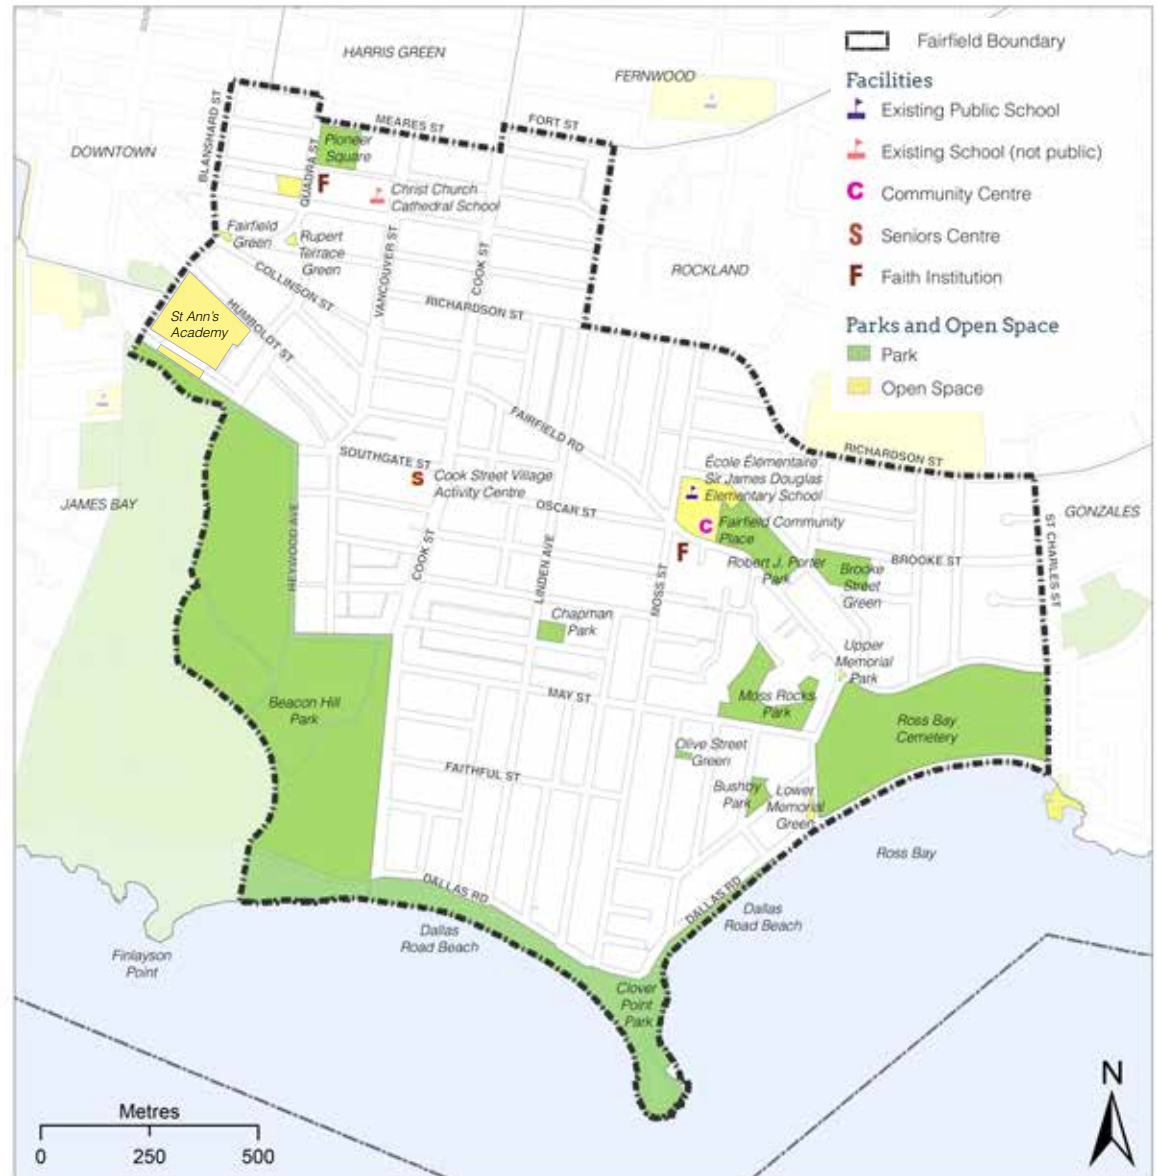 HARRIS GREEN
FERNWOOD
DOWNTOWN
ROCKLAND
JAMES BAY
GONZALES
BLANSHARD ST
QUADRA ST
MEARES ST
FORT ST
Pioneer
Square
F
Christ Church
Cathedral School
Fairfield
Green
Rupert
Terrace
Green
COLLINSON ST
VANCOUVER ST
COOK ST
RICHARDSON ST
St Ann's
Academy
HUMBOLDT ST
FAIRFIELD RD
RICHARDSON ST
SOUTHGATE ST
S
Cook Street Village
Activity Centre
École Élémentaire
Sir James Douglas
Elementary School
OSCAR ST
C
Fairfield Community
Place
F
Robert J. Porter
Park
Brooke
Street
Green
BROOKE ST
ST CHARLES ST
HEYWOOD AVE
COOK ST
LINDEN AVE
MOSS ST
Chapman
Park
Upper
Memorial
Park
Beacon Hill
Park
MAY ST
Moss Rocks
Park
Ross Bay
Cemetery
Olive Street
Green
FAITHFUL ST
Bushby
Park
Lower
Memorial
Green
Ross Bay
DALLAS RD
DALLAS RD
Dallas
Road Beach
Dallas
Road Beach
Finlayson
Point
Clover
Point
Park
Fairfield Boundary
Facilities
Existing Public School
Existing School (not public)
C Community Centre
S Seniors Centre
F Faith Institution
Parks and Open Space
Park
Open Space
Metres
0 250 500
N